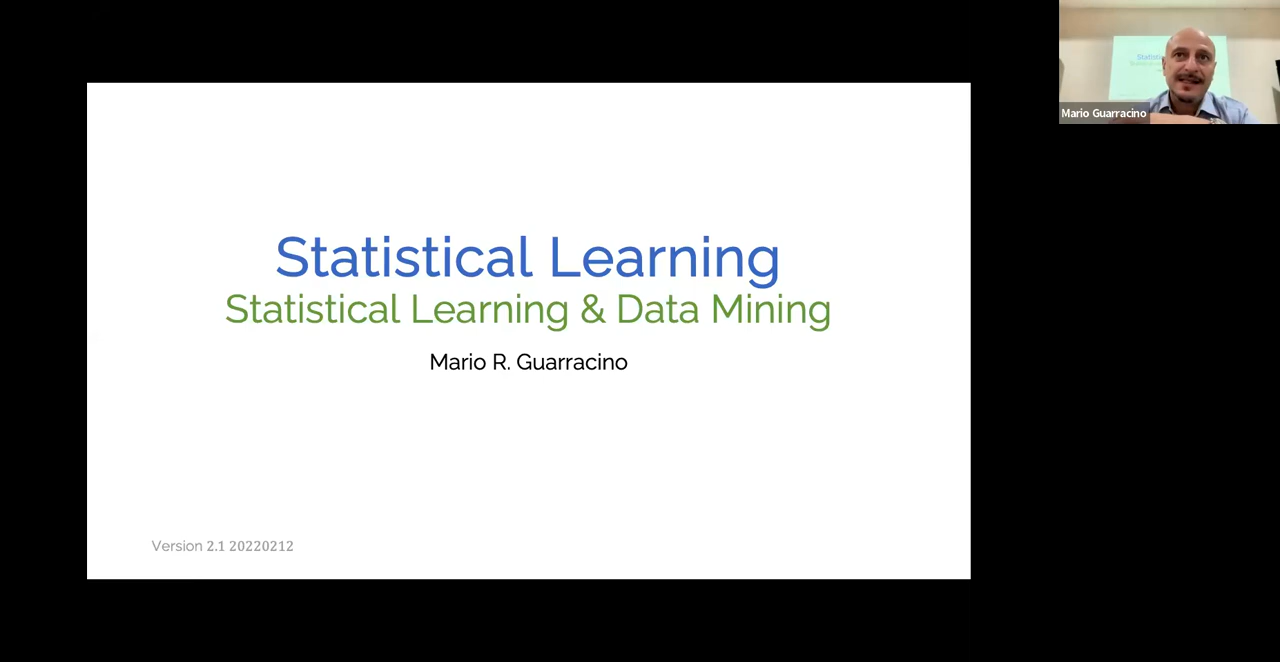 Statistical Learning
Statistical Learning & Data Mining
Mario R. Guarracino
Version 2.1 20220212
Mario Guarracino